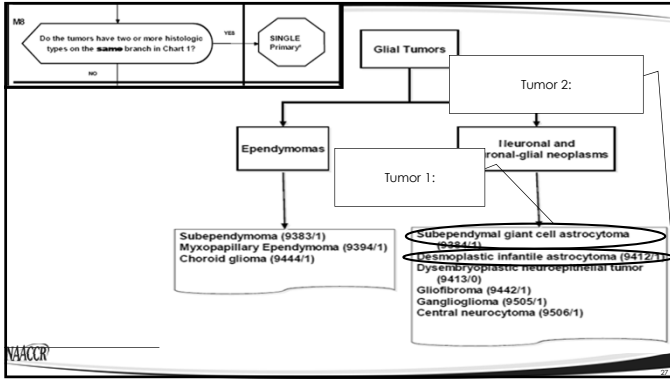 M8
Do the tumors have two or more histologic
types on the same branch in Chart 1?
YES
SINGLE
Primary*
NO
Glial Tumors
Tumor 2:
Ependymomas
Neuronal and
ronal-glial neoplasms
Tumor 1:
Subependymoma (9383/1)
Myxopapillary Ependymoma (9394/1)
Choroid glioma (9444/1)
Subependymal giant cell astrocytoma
(9384/1)
Desmoplastic infantile astrocytoma (9412/1)
Dysembryoplastic neuroepithelial tumor
(9413/0)
Gliofibroma (9442/1)
Ganglioglioma (9505/1)
Central neurocytoma (9506/1)
NAACCR
27